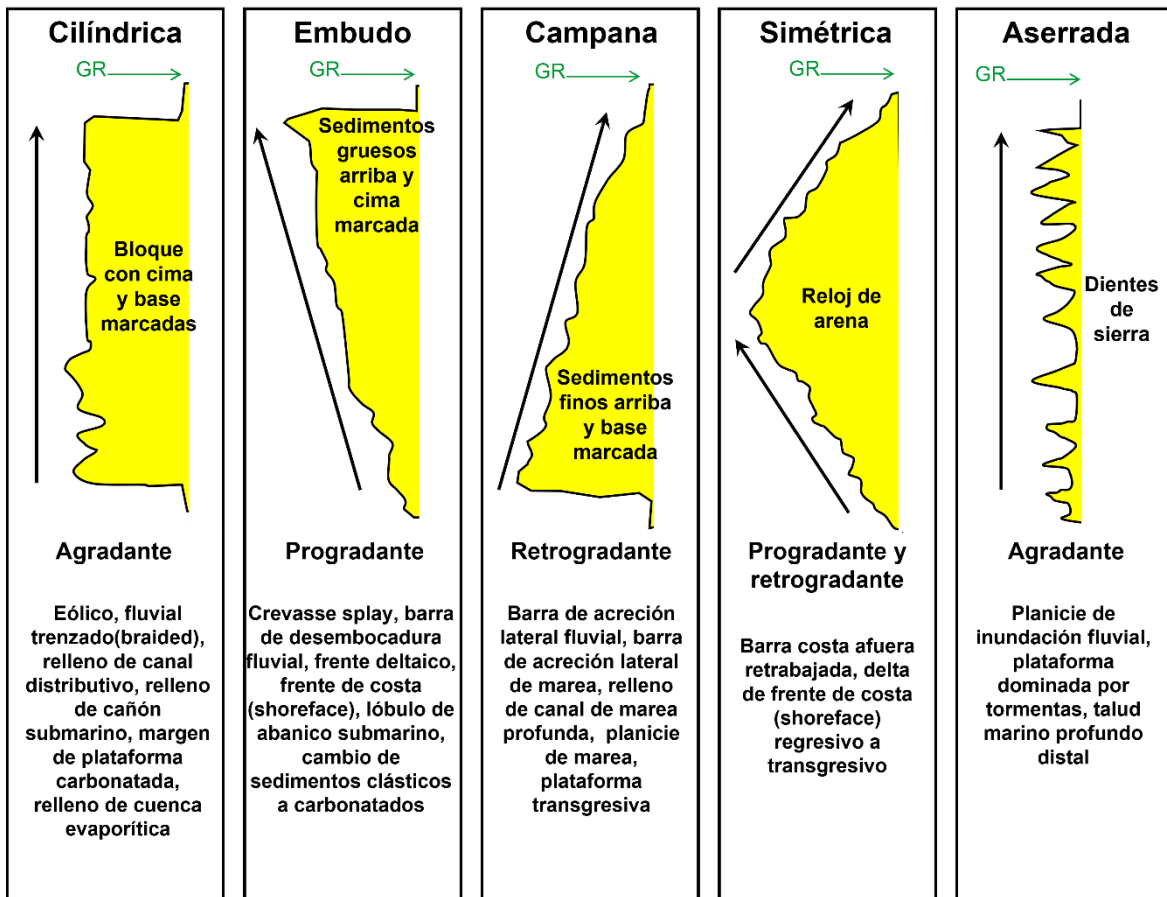 Cilíndrica
GR
Bloque
con cima
y base
marcadas
Agradante
Eólico, fluvial
trenzado(braided),
relleno de canal
distributivo, relleno
de cañón
submarino, margen
de plataforma
carbonatada,
relleno de cuenca
evaporítica
Embudo
GR
Sedimentos
gruesos
arriba y
cima
marcada
Progradante
Crevasse splay, barra
de desembocadura
fluvial, frente deltaico,
frente de costa
(shoreface), lóbulo de
abanico submarino,
cambio de
sedimentos clásticos
a carbonatados
Campana
GR
Sedimentos
finos arriba
y base
marcada
Retrogradante
Barra de acreción
lateral fluvial, barra
de acreción lateral
de marea, relleno
de canal de marea
profunda, planicie
de marea,
plataforma
transgresiva
Simétrica
GR
Reloj de
arena
Progradante y
retrogradante
Barra costa afuera
retrabajada, delta
de frente de costa
(shoreface)
regresivo a
transgresivo
Aserrada
GR
Dientes
de
sierra
Agradante
Planicie de
inundación fluvial,
plataforma
dominada por
tormentas, talud
marino profundo
distal